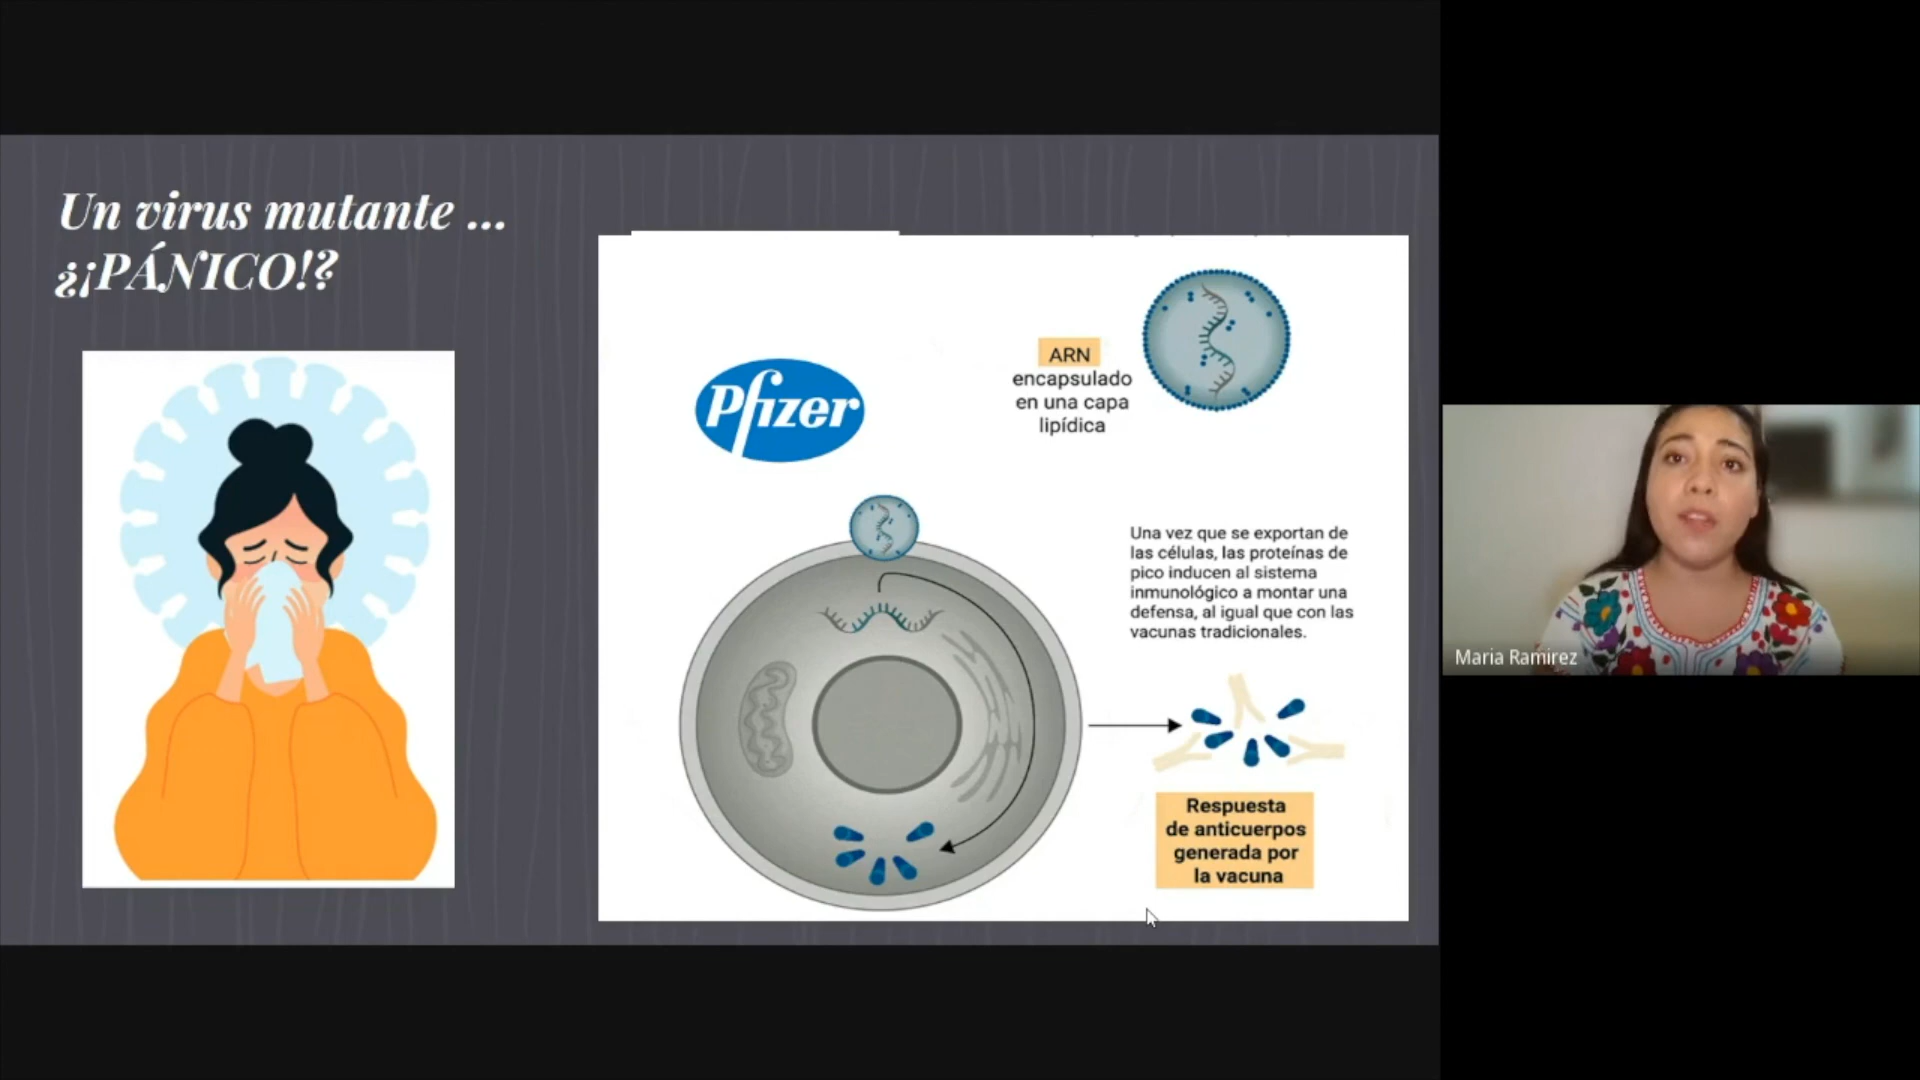 Un virus mutante ...
¿¡PÁNICO!?
Pfizer
ARN
encapsulado
en una capa
lipídica
Una vez que se exportan de
las células, las proteínas de
pico inducen al sistema
inmunológico a montar una
defensa, al igual que con las
vacunas tradicionales.
Respuesta
de anticuerpos
generada por
la vacuna
Maria Ramirez